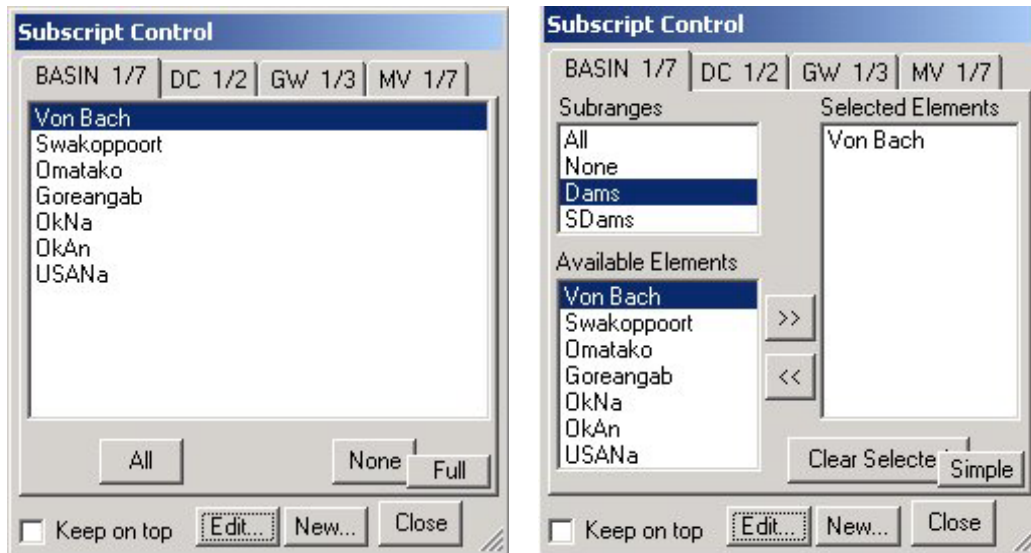 Subscript Control
BASIN 1/7 DC 1/2 GW 1/3 MV 1/7
Von Bach
Swakoppoort
Omatako
Goreangab
OkNa
OkAn
USANa
All None Full
Keep on top Edit... New... Close
Subscript Control
BASIN 1/7 DC 1/2 GW 1/3 MV 1/7
Subranges
All
None
Dams
SDams
Available Elements
Von Bach
Swakoppoort
Omatako
Goreangab
OkNa
OkAn
USANa
>>
<<
Selected Elements
Von Bach
Clear Selecte Simple
Keep on top Edit... New... Close